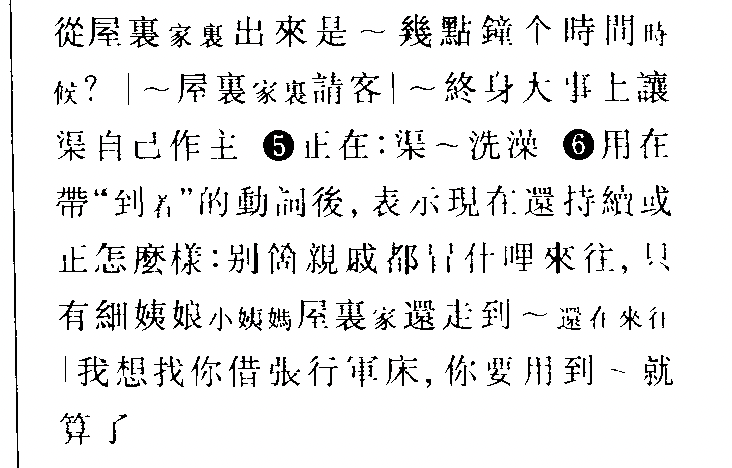 從屋裏家裏出來是～幾點鐘个時間時
候?｜～屋裏家裏請客｜～終身大事上讓
渠自己作主 ❺正在:渠～洗澡 ❻用在
帶“到着”的動詞後,表示現在還持續或
正怎麼樣:别箇親戚都冇什哩來往,只
有細姨娘小姨媽屋裏家還走到～還在來往
｜我想找你借張行軍床,你要用到～就
算了